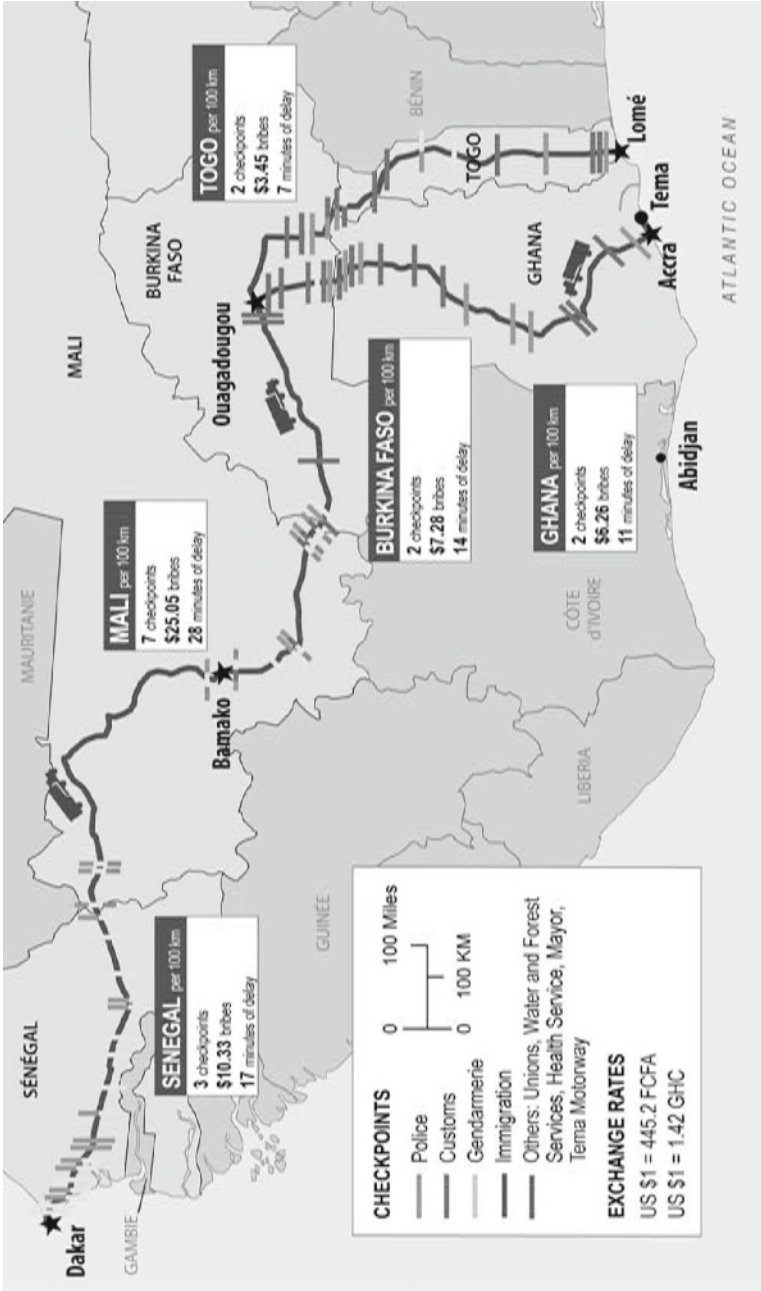 MAURITANIE
MALI
SÉNÉGAL
Dakar
GAMBIE
SENEGAL per 100 km
3 checkpoints
$10.33 bribes
17 minutes of delay
MALI per 100 km
7 checkpoints
$25.05 bribes
28 minutes of delay
Bamako
BURKINA
FASO
Ouagadougou
TOGO per 100 km
2 checkpoints
$3.45 bribes
7 minutes of delay
BURKINA FASO per 100 km
2 checkpoints
$7.28 bribes
14 minutes of delay
BÉNIN
TOGO
GHANA
GHANA per 100 km
2 checkpoints
$6.26 bribes
11 minutes of delay
GUINÉE
LIBERIA
CÔTE
d'IVOIRE
Abidjan
Accra
Tema
Lomé
ATLANTIC OCEAN
CHECKPOINTS
Police
Customs
Gendarmerie
Immigration
Others: Unions, Water and Forest
Services, Health Service, Mayor,
Tema Motorway
0 100 Miles
0 100 KM
EXCHANGE RATES
US $1 = 445.2 FCFA
US $1 = 1.42 GHC